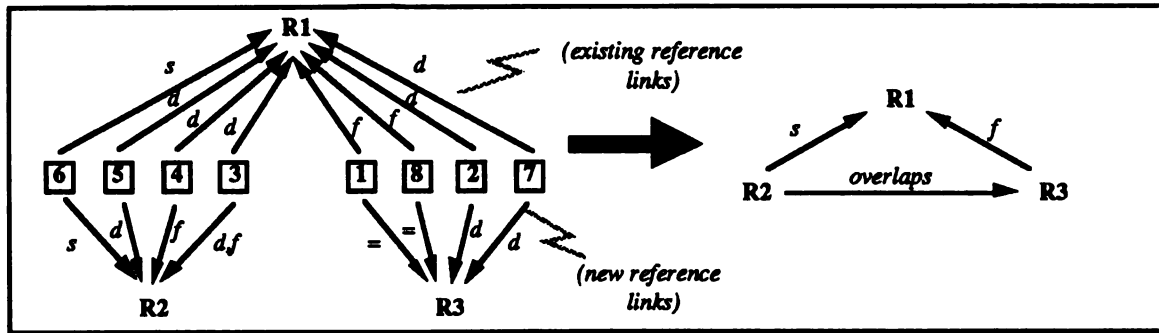 R1
(existing reference
links)
s
d
d
d
d
f
f
d
d
6
5
4
3
1
8
2
7
s
d
f
d,f
=
=
d
d
R2
R3
(new reference
links)
R1
s
f
R2
overlaps
R3